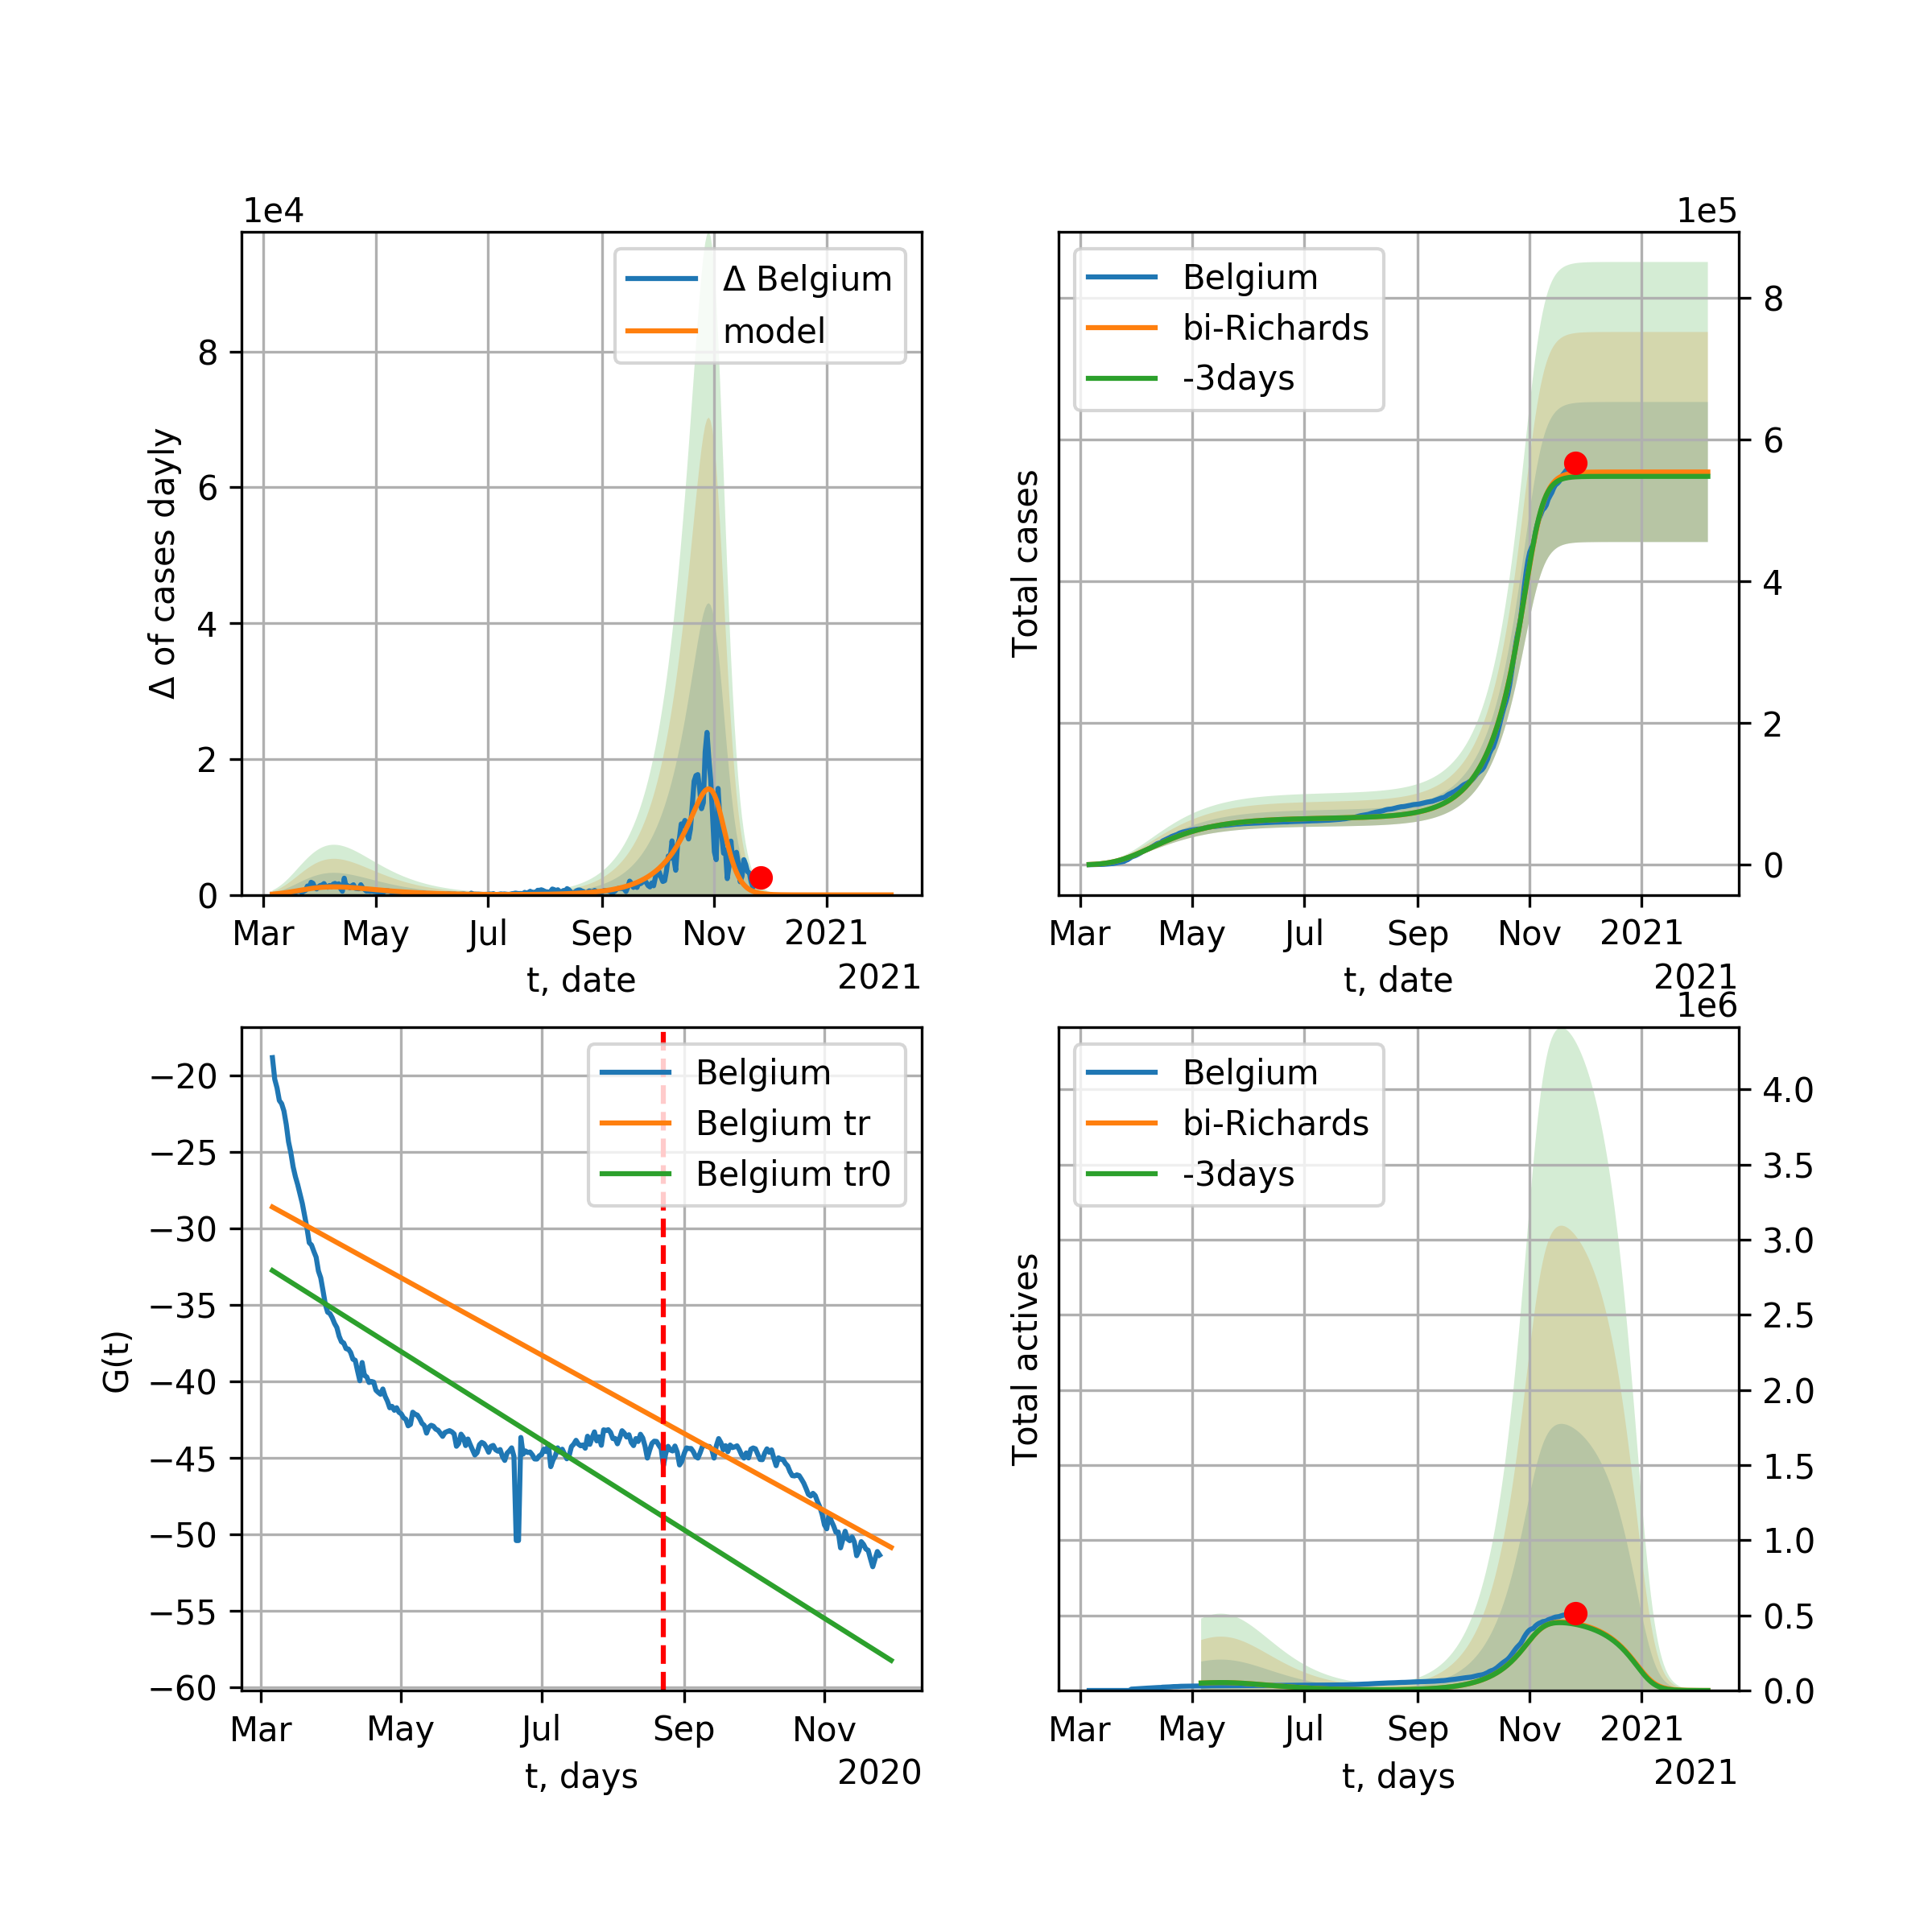 1e4
Δ Belgium
model
8
6
4
2
0
Δ of cases dayly
Mar May Jul Sep Nov 2021
t, date
2021
1e5
Belgium
bi-Richards
-3days
8
6
4
2
0
Total cases
Mar May Jul Sep Nov 2021
t, date
2021
Belgium
Belgium tr
Belgium tr0
−20
−25
−30
−35
−40
−45
−50
−55
−60
G(t)
Mar May Jul Sep Nov
t, days
2020
1e6
Belgium
bi-Richards
-3days
4.0
3.5
3.0
2.5
2.0
1.5
1.0
0.5
0.0
Total actives
Mar May Jul Sep Nov 2021
t, days
2021